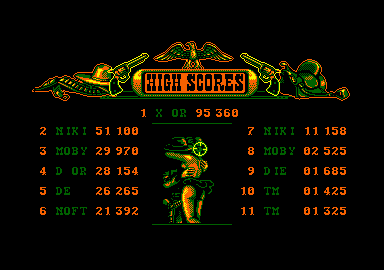 HIGH SCORES
1 X OR 95 360
2 NIKI 51 100
3 MOBY 29 970
4 D OR 28 154
5 DE 26 265
6 NOFT 21 392
7 NIKI 11 158
8 MOBY 02 525
9 DIE 01 685
10 TM 01 425
11 TM 01 325